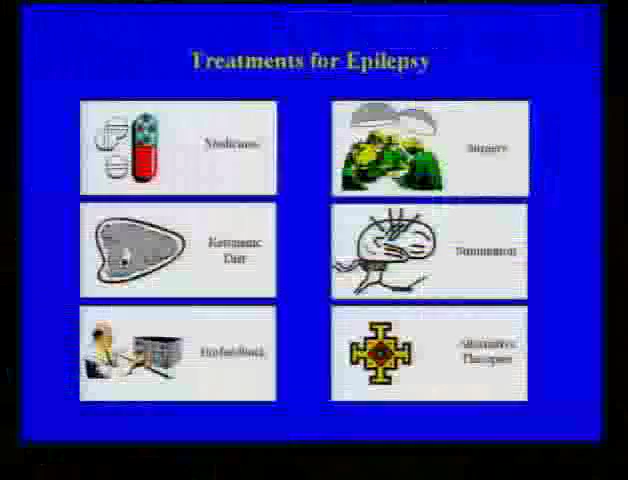 Treatments for Epilepsy
Medicines
Surgery
Ketogenic
Diet
Stimulation
Biofeedback
Alternative
Therapies